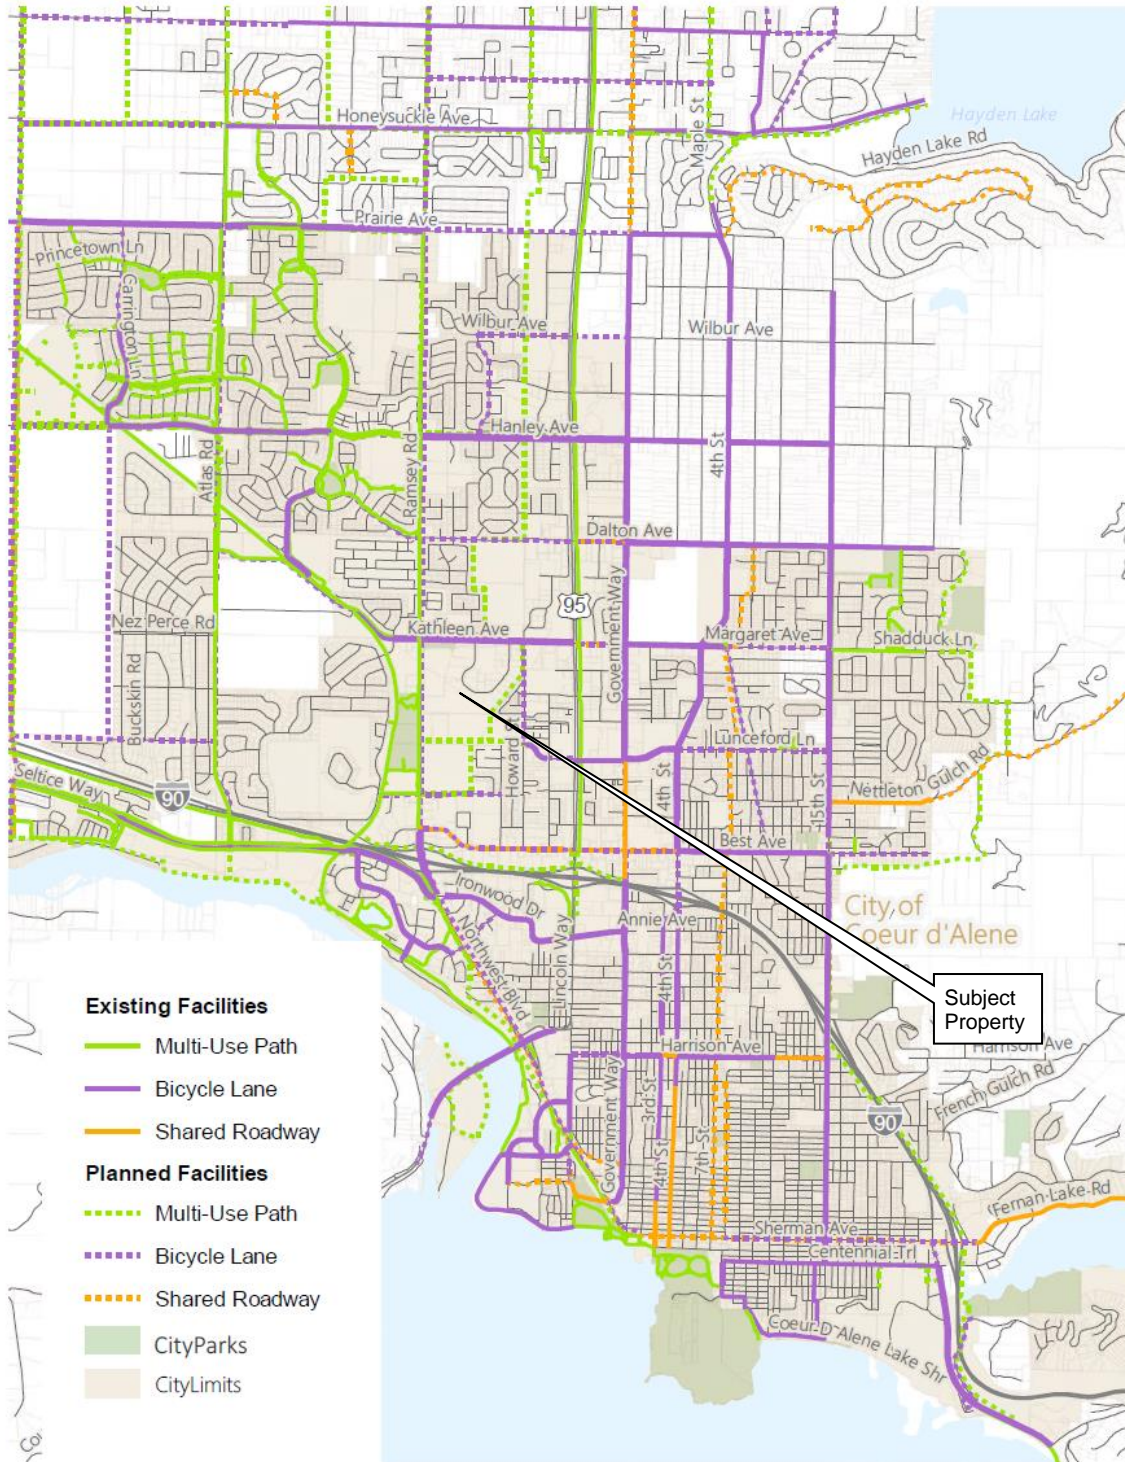 Honeysuckle Ave
Maple St
Hayden Lake
Hayden Lake Rd
Prairie Ave
Princetown Ln
Carrington Ln
Wilbur Ave
Wilbur Ave
Hanley Ave
Atlas Rd
Ramsey Rd
4th St
Dalton Ave
95
Government Way
Nez Perce Rd
Kathleen Ave
Margaret Ave
Shadduck Ln
Buckskin Rd
Howard St
Lunceford Ln
4th St
15th St
Nettleton Gulch Rd
Seltice Way
90
Best Ave
Ironwood Dr
Annie Ave
City of
Coeur d'Alene
Northwest Blvd
Lincoln Way
4th St
Subject
Property
Existing Facilities
Multi-Use Path
Bicycle Lane
Shared Roadway
Harrison Ave
Harrison Ave
French Gulch Rd
Government Way
3rd St
4th St
7th St
90
Planned Facilities
Multi-Use Path
Bicycle Lane
Shared Roadway
CityParks
CityLimits
Fernan Lake Rd
Sherman Ave
Centennial Trl
Coeur D'Alene Lake Shr
Co